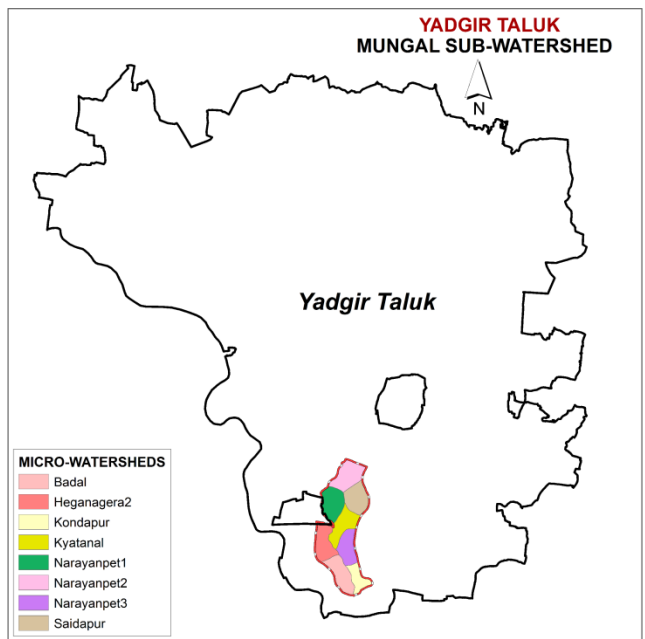 YADGIR TALUK
MUNGAL SUB-WATERSHED
N
Yadgir Taluk
MICRO-WATERSHEDS
Badal
Heganagera2
Kondapur
Kyatanal
Narayanpet1
Narayanpet2
Narayanpet3
Saidapur